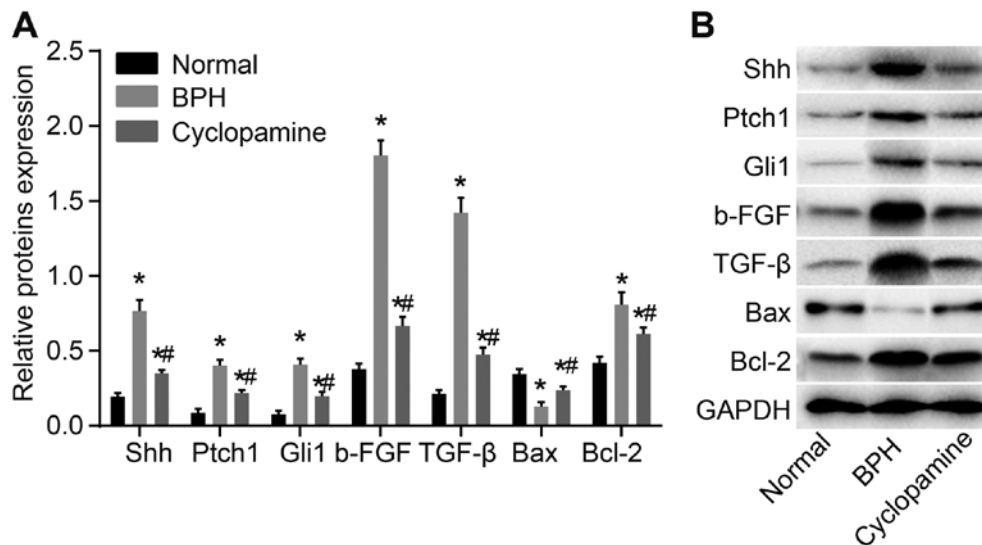 A
Relative proteins expression
2.5
2.0
1.5
1.0
0.5
0.0
Normal
BPH
Cyclopamine
*
*#
*
*#
*
*#
*
*#
*
*#
*
*#
*
*#
Shh Ptch1 Gli1 b-FGF TGF-β Bax Bcl-2
B
Shh
Ptch1
Gli1
b-FGF
TGF-β
Bax
Bcl-2
GAPDH
Normal
BPH
Cyclopamine